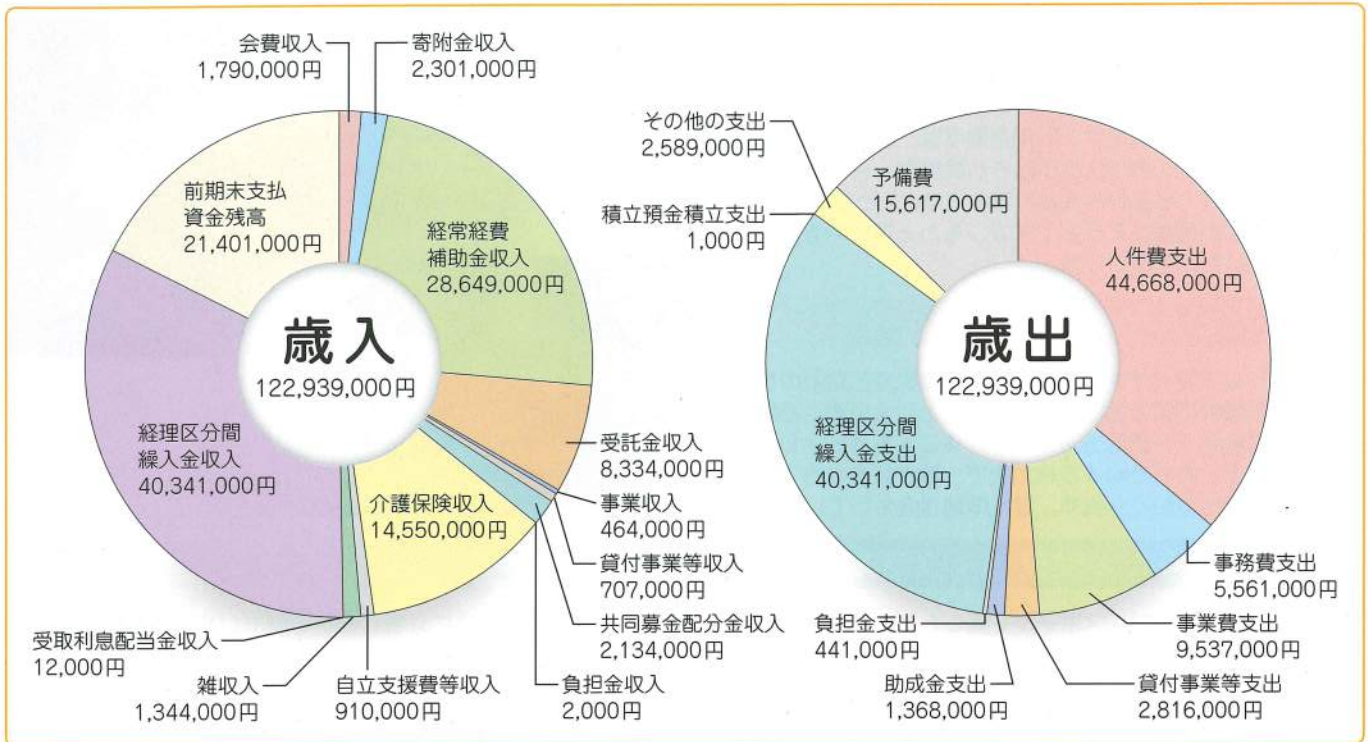 会費収入
1,790,000円
寄附金収入
2,301,000円
経常経費
補助金収入
28,649,000円
受託金収入
8,334,000円
事業収入
464,000円
貸付事業等収入
707,000円
共同募金配分金収入
2,134,000円
負担金収入
2,000円
介護保険収入
14,550,000円
自立支援費等収入
910,000円
雑収入
1,344,000円
受取利息配当金収入
12,000円
経理区分間
繰入金収入
40,341,000円
前期末支払
資金残高
21,401,000円
歳入
122,939,000円
人件費支出
44,668,000円
事務費支出
5,561,000円
事業費支出
9,537,000円
貸付事業等支出
2,816,000円
助成金支出
1,368,000円
負担金支出
441,000円
経理区分間
繰入金支出
40,341,000円
積立預金積立支出
1,000円
その他の支出
2,589,000円
予備費
15,617,000円
歳出
122,939,000円